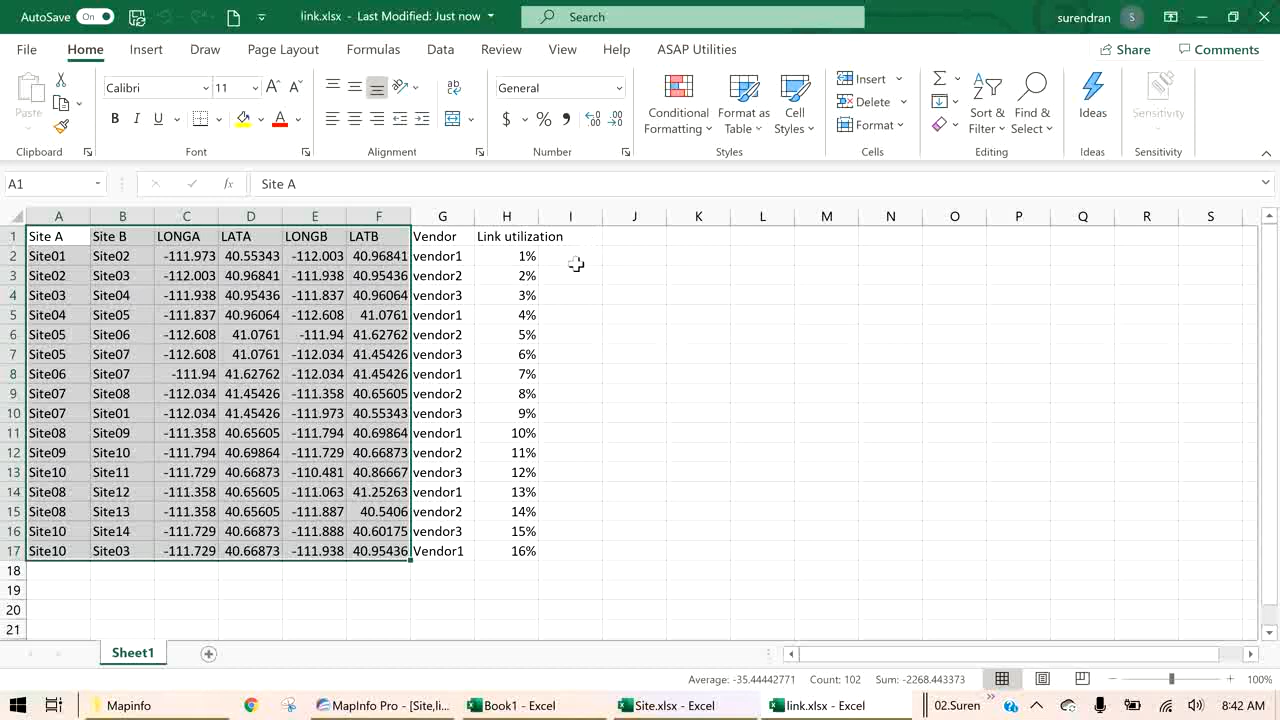 AutoSave On link.xlsx - Last Modified: Just now Search surendran S
File Home Insert Draw Page Layout Formulas Data Review View Help ASAP Utilities Share Comments
Paste Calibri 11 General Conditional Formatting Format as Table Cell Styles Insert Delete Format Sort & Filter Find & Select Ideas Sensitivity
Clipboard Font Alignment Number Styles Cells Editing Ideas Sensitivity
A1 fx Site A
A B C D E F G H I J K L M N O P Q R S
1 Site A Site B LONGA LATA LONGB LATB Vendor Link utilization
2 Site01 Site02 -111.973 40.55343 -112.003 40.96841 vendor1 1%
3 Site02 Site03 -112.003 40.96841 -111.938 40.95436 vendor2 2%
4 Site03 Site04 -111.938 40.95436 -111.837 40.96064 vendor3 3%
5 Site04 Site05 -111.837 40.96064 -112.608 41.0761 vendor1 4%
6 Site05 Site06 -112.608 41.0761 -111.94 41.62762 vendor2 5%
7 Site05 Site07 -112.608 41.0761 -112.034 41.45426 vendor3 6%
8 Site06 Site07 -111.94 41.62762 -112.034 41.45426 vendor1 7%
9 Site07 Site08 -112.034 41.45426 -111.358 40.65605 vendor2 8%
10 Site07 Site01 -112.034 41.45426 -111.973 40.55343 vendor3 9%
11 Site08 Site09 -111.358 40.65605 -111.794 40.69864 vendor1 10%
12 Site09 Site10 -111.794 40.69864 -111.729 40.66873 vendor2 11%
13 Site10 Site11 -111.729 40.66873 -110.481 40.86667 vendor3 12%
14 Site08 Site12 -111.358 40.65605 -111.063 41.25263 vendor1 13%
15 Site08 Site13 -111.358 40.65605 -111.887 40.5406 vendor2 14%
16 Site10 Site14 -111.729 40.66873 -111.888 40.60175 vendor3 15%
17 Site10 Site03 -111.729 40.66873 -111.938 40.95436 Vendor1 16%
18
19
20
21
Sheet1
Average: -35.44442771 Count: 102 Sum: -2268.443373 100%
Mapinfo MapInfo Pro - [Site,li... Book1 - Excel Site.xlsx - Excel link.xlsx - Excel 02.Suren 8:42 AM